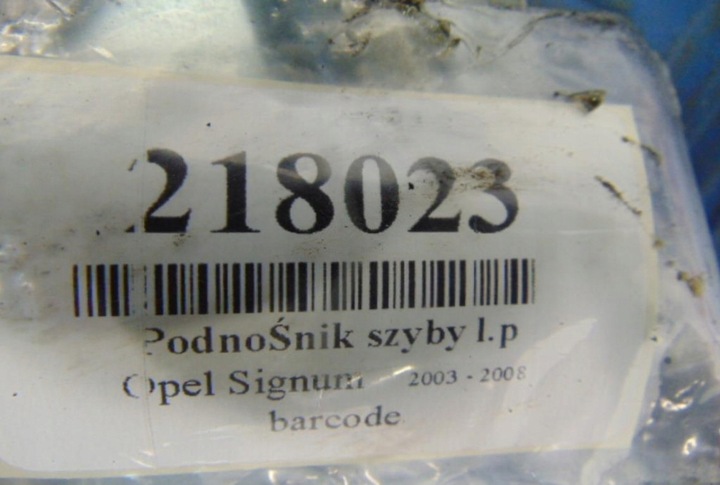 218023
PodnoŚnik szyby l.p
Opel Signum 2003 - 2008
barcode